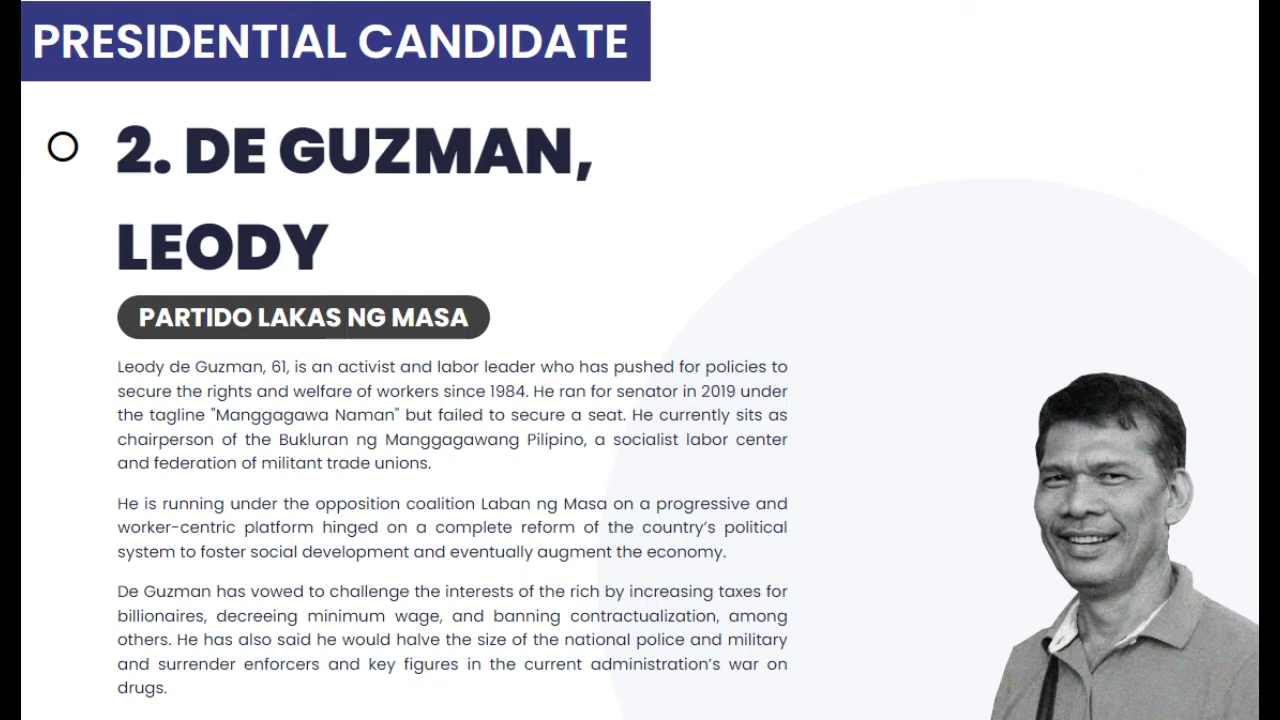 PRESIDENTIAL CANDIDATE
2. DE GUZMAN,
LEODY
PARTIDO LAKAS NG MASA
Leody de Guzman, 61, is an activist and labor leader who has pushed for policies to
secure the rights and welfare of workers since 1984. He ran for senator in 2019 under
the tagline "Manggagawa Naman" but failed to secure a seat. He currently sits as
chairperson of the Bukluran ng Manggagawang Pilipino, a socialist labor center
and federation of militant trade unions.
He is running under the opposition coalition Laban ng Masa on a progressive and
worker-centric platform hinged on a complete reform of the country’s political
system to foster social development and eventually augment the economy.
De Guzman has vowed to challenge the interests of the rich by increasing taxes for
billionaires, decreeing minimum wage, and banning contractualization, among
others. He has also said he would halve the size of the national police and military
and surrender enforcers and key figures in the current administration’s war on
drugs.